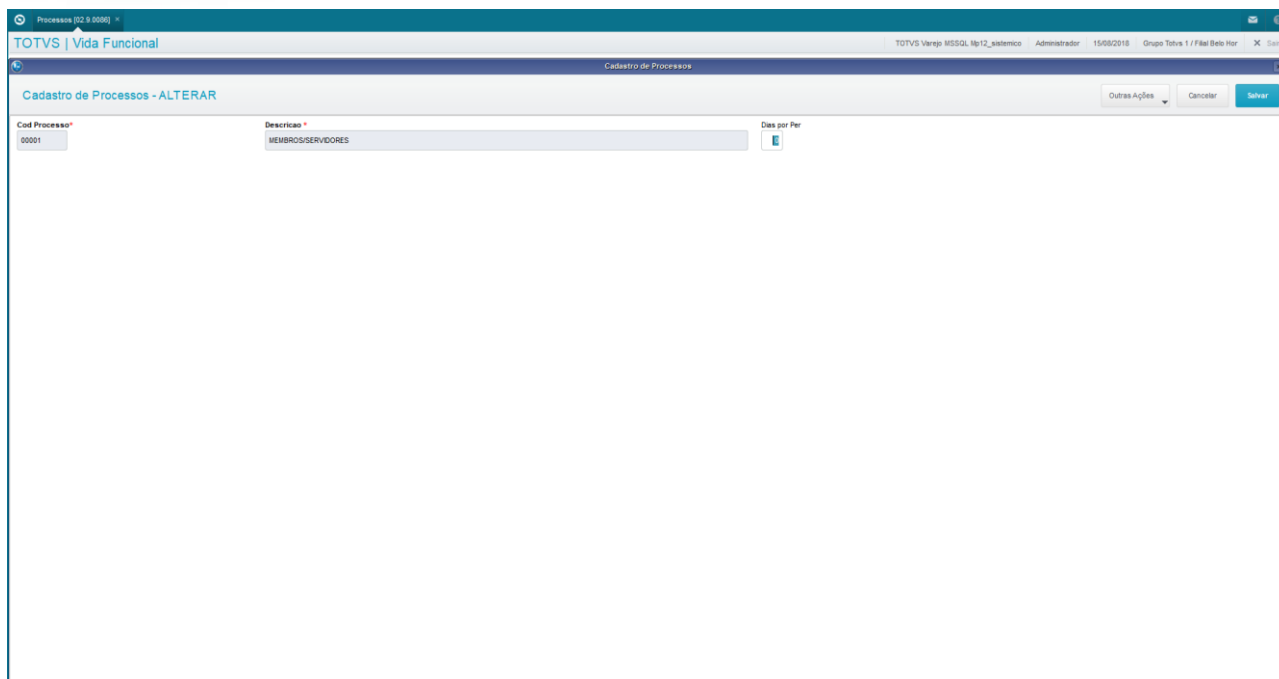 Processos [02.9.0006] ×
TOTVS | Vida Funcional
TOTVS Varejo MSSQL Mp12_sistemico Administrador 15/08/2018 Grupo Totvs 1 / Filial Belo Hor X
Cadastro de Processos
Cadastro de Processos - ALTERAR
Outras Ações Cancelar Salvar
Cod Processo* Descricao * Dias por Per
00001 MEMBROS/SERVIDORES